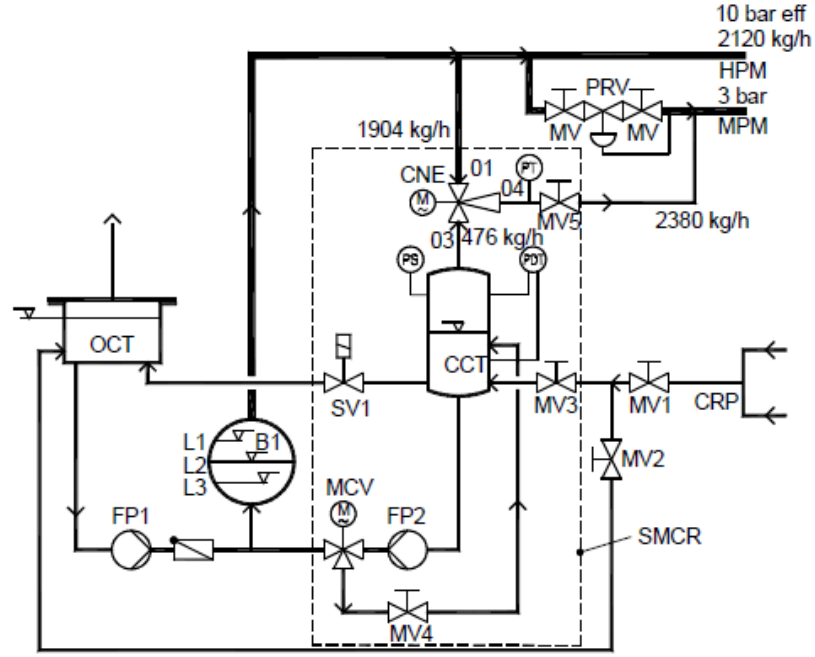 10 bar eff
2120 kg/h
HPM
3 bar
MPM
PRV
MV
MV
1904 kg/h
CNE
01
PT
M
~
04
MV5
2380 kg/h
03
476 kg/h
PS
PDT
OCT
CCT
SV1
MV3
MV1
CRP
L1
B1
L2
L3
MV2
MCV
M
~
FP1
FP2
SMCR
MV4